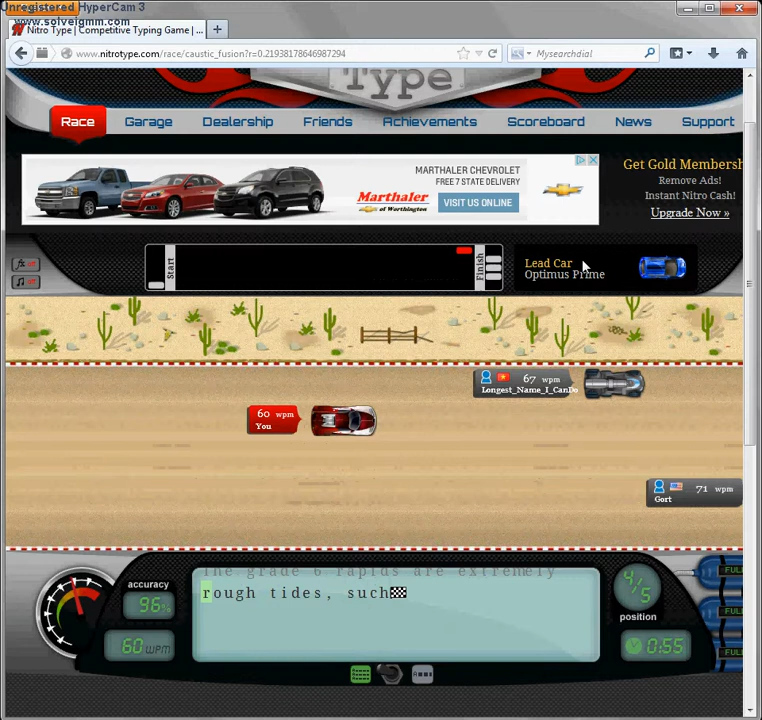 Unregistered HyperCam 3
www.solveigmm.com
Nitro Type | Competitive Typing Game | ...
www.nitrotype.com/race/caustic_fusion?r=0.21938178646987294
Mysearchdial
Type
Race
Garage
Dealership
Friends
Achievements
Scoreboard
News
Support
MARTHALER CHEVROLET
FREE 7 STATE DELIVERY
Marthaler
of Worthington
VISIT US ONLINE
Get Gold Membersh
Remove Ads!
Instant Nitro Cash!
Upgrade Now »
fx off
off
Start
Finish
Lead Car
Optimus Prime
67 wpm
Longest_Name_I_CanDo
60 wpm
You
71 wpm
Gort
The grade 6 rapids are extremely
rough tides, such
accuracy
96%
60 WPM
4/5
position
0:55
FULL
FULL
FULL